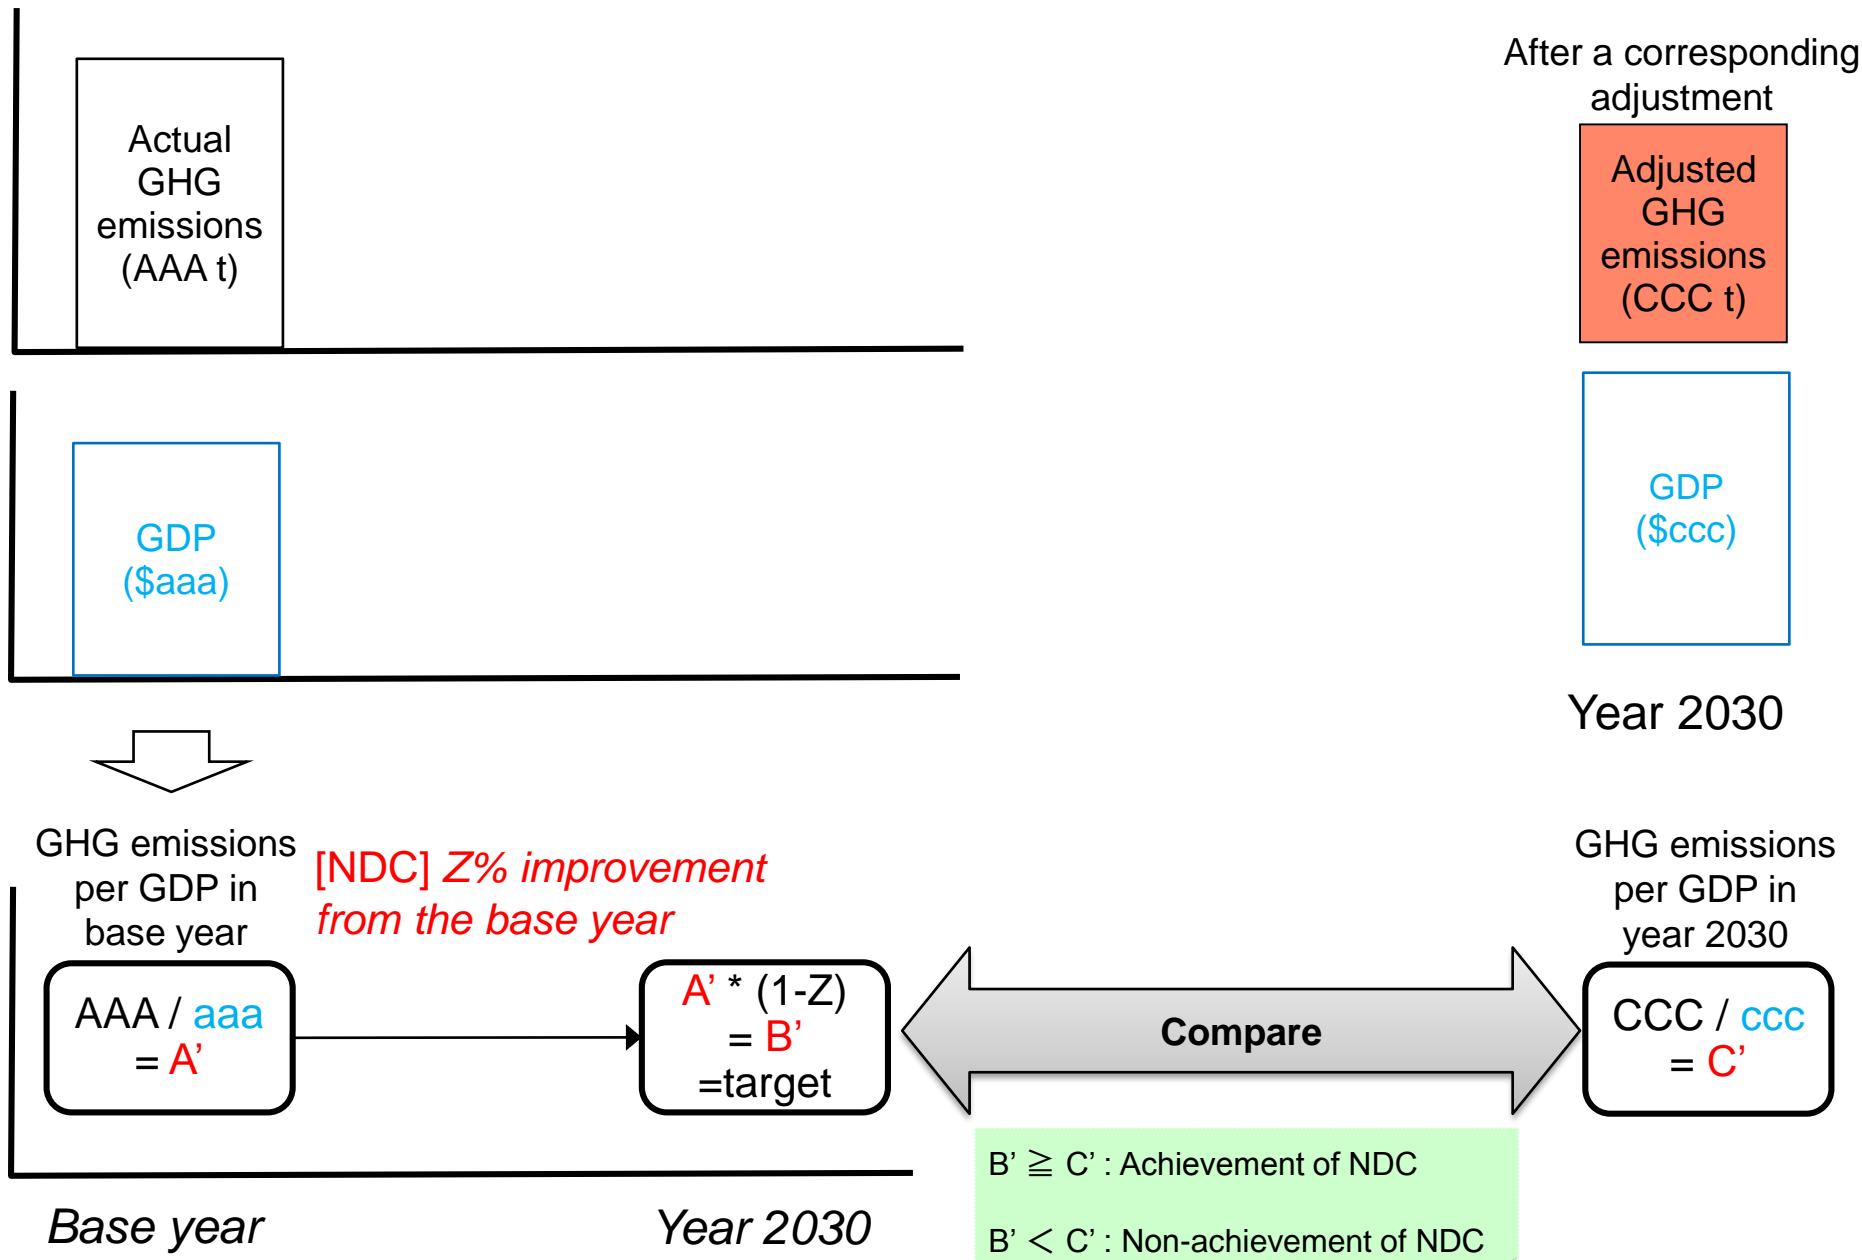 Actual
GHG
emissions
(AAA t)
After a corresponding
adjustment
Adjusted
GHG
emissions
(CCC t)
GDP
($aaa)
GDP
($ccc)
Year 2030
GHG emissions
per GDP in
base year
[NDC] Z% improvement
from the base year
GHG emissions
per GDP in
year 2030
AAA / aaa
= A’
A’ * (1-Z)
= B’
=target
Compare
CCC / ccc
= C’
B’ ≧ C’ : Achievement of NDC
B’ < C’ : Non-achievement of NDC
Base year
Year 2030